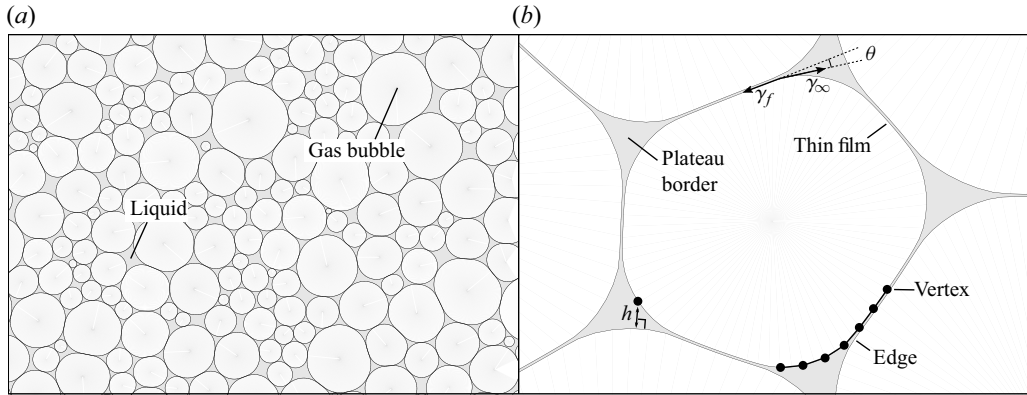 (a)
Gas bubble
Liquid
(b)
θ
γf
γ∞
Thin film
Plateau
border
h
Vertex
Edge